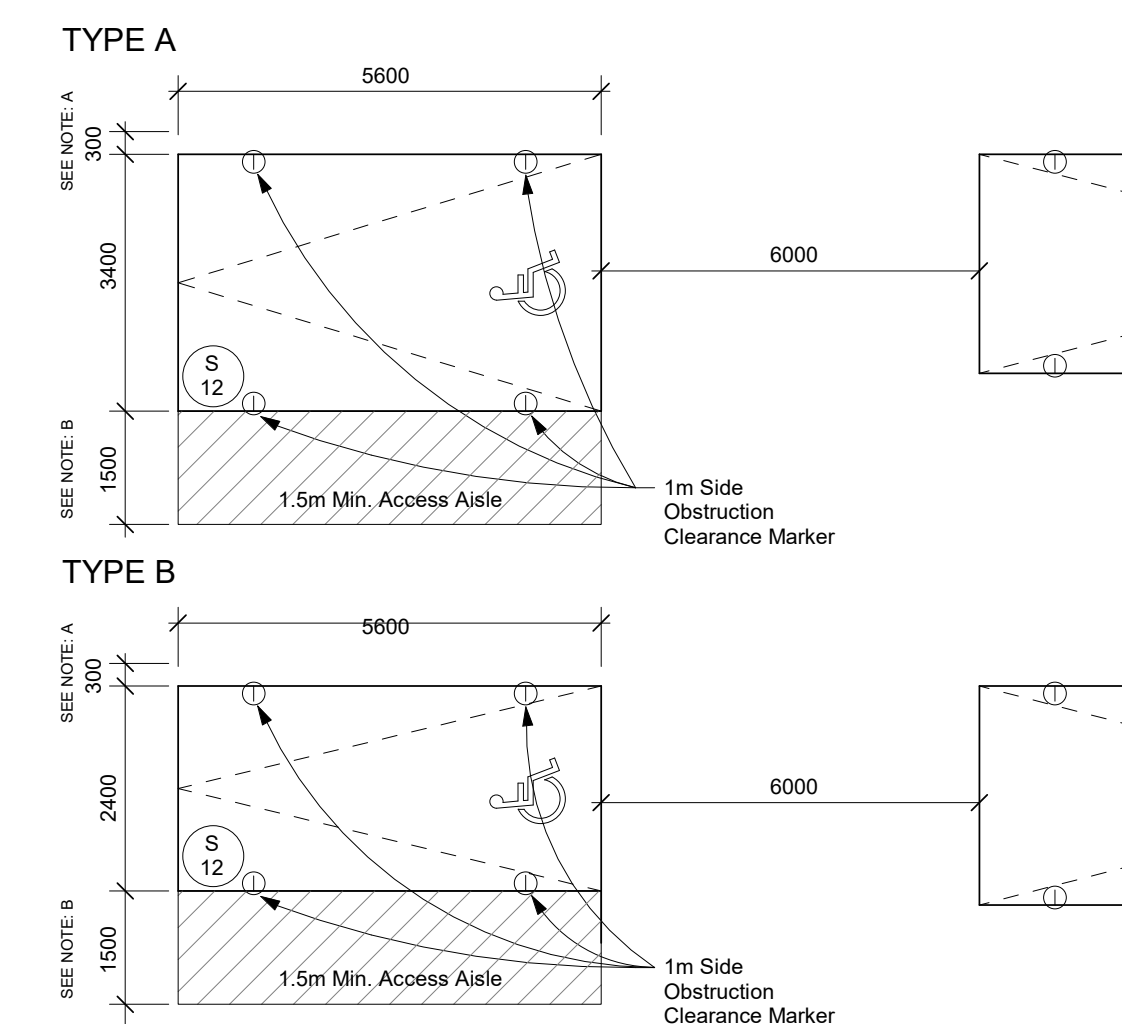 TYPE A
5600
SEE NOTE: A
300
3400
6000
S
12
SEE NOTE: B
1500
1.5m Min. Access Aisle
1m Side
Obstruction
Clearance Marker
TYPE B
5600
SEE NOTE: A
300
2400
6000
S
12
SEE NOTE: B
1500
1.5m Min. Access Aisle
1m Side
Obstruction
Clearance Marker